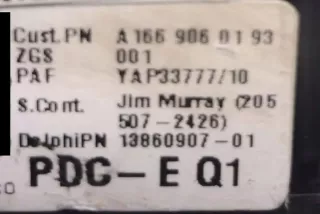 Cust.PN A 166 906 01 93
ZGS 001
PAF YAP33777/10
S.Cont. Jim Murray (205
507-2426)
DelphiPN 13860907-01
PDC-E Q1